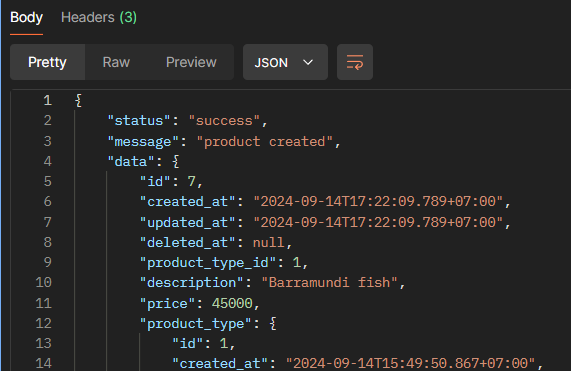 Body Headers (3)
Pretty Raw Preview JSON
1 {
2 "status": "success",
3 "message": "product created",
4 "data": {
5 "id": 7,
6 "created_at": "2024-09-14T17:22:09.789+07:00",
7 "updated_at": "2024-09-14T17:22:09.789+07:00",
8 "deleted_at": null,
9 "product_type_id": 1,
10 "description": "Barramundi fish",
11 "price": 45000,
12 "product_type": {
13 "id": 1,
14 "created_at": "2024-09-14T15:49:50.867+07:00",